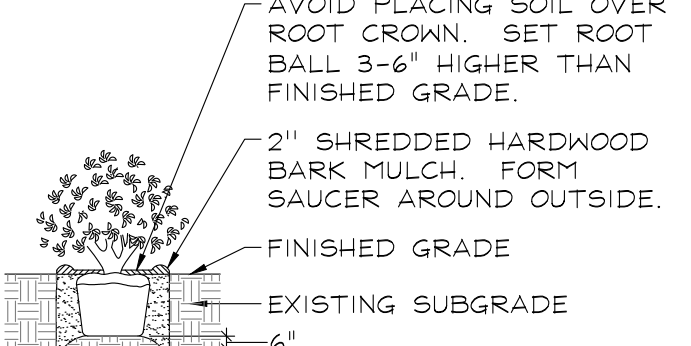 AVOID PLACING SOIL OVER
ROOT CROWN. SET ROOT
BALL 3-6" HIGHER THAN
FINISHED GRADE.
2" SHREDDED HARDWOOD
BARK MULCH. FORM
SAUCER AROUND OUTSIDE.
FINISHED GRADE
EXISTING SUBGRADE
6"